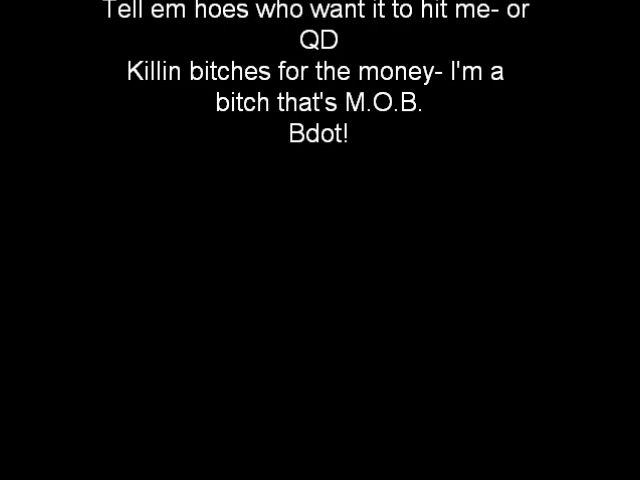 Tell em hoes who want it to hit me- or
QD
Killin bitches for the money- I'm a
bitch that's M.O.B.
Bdot!